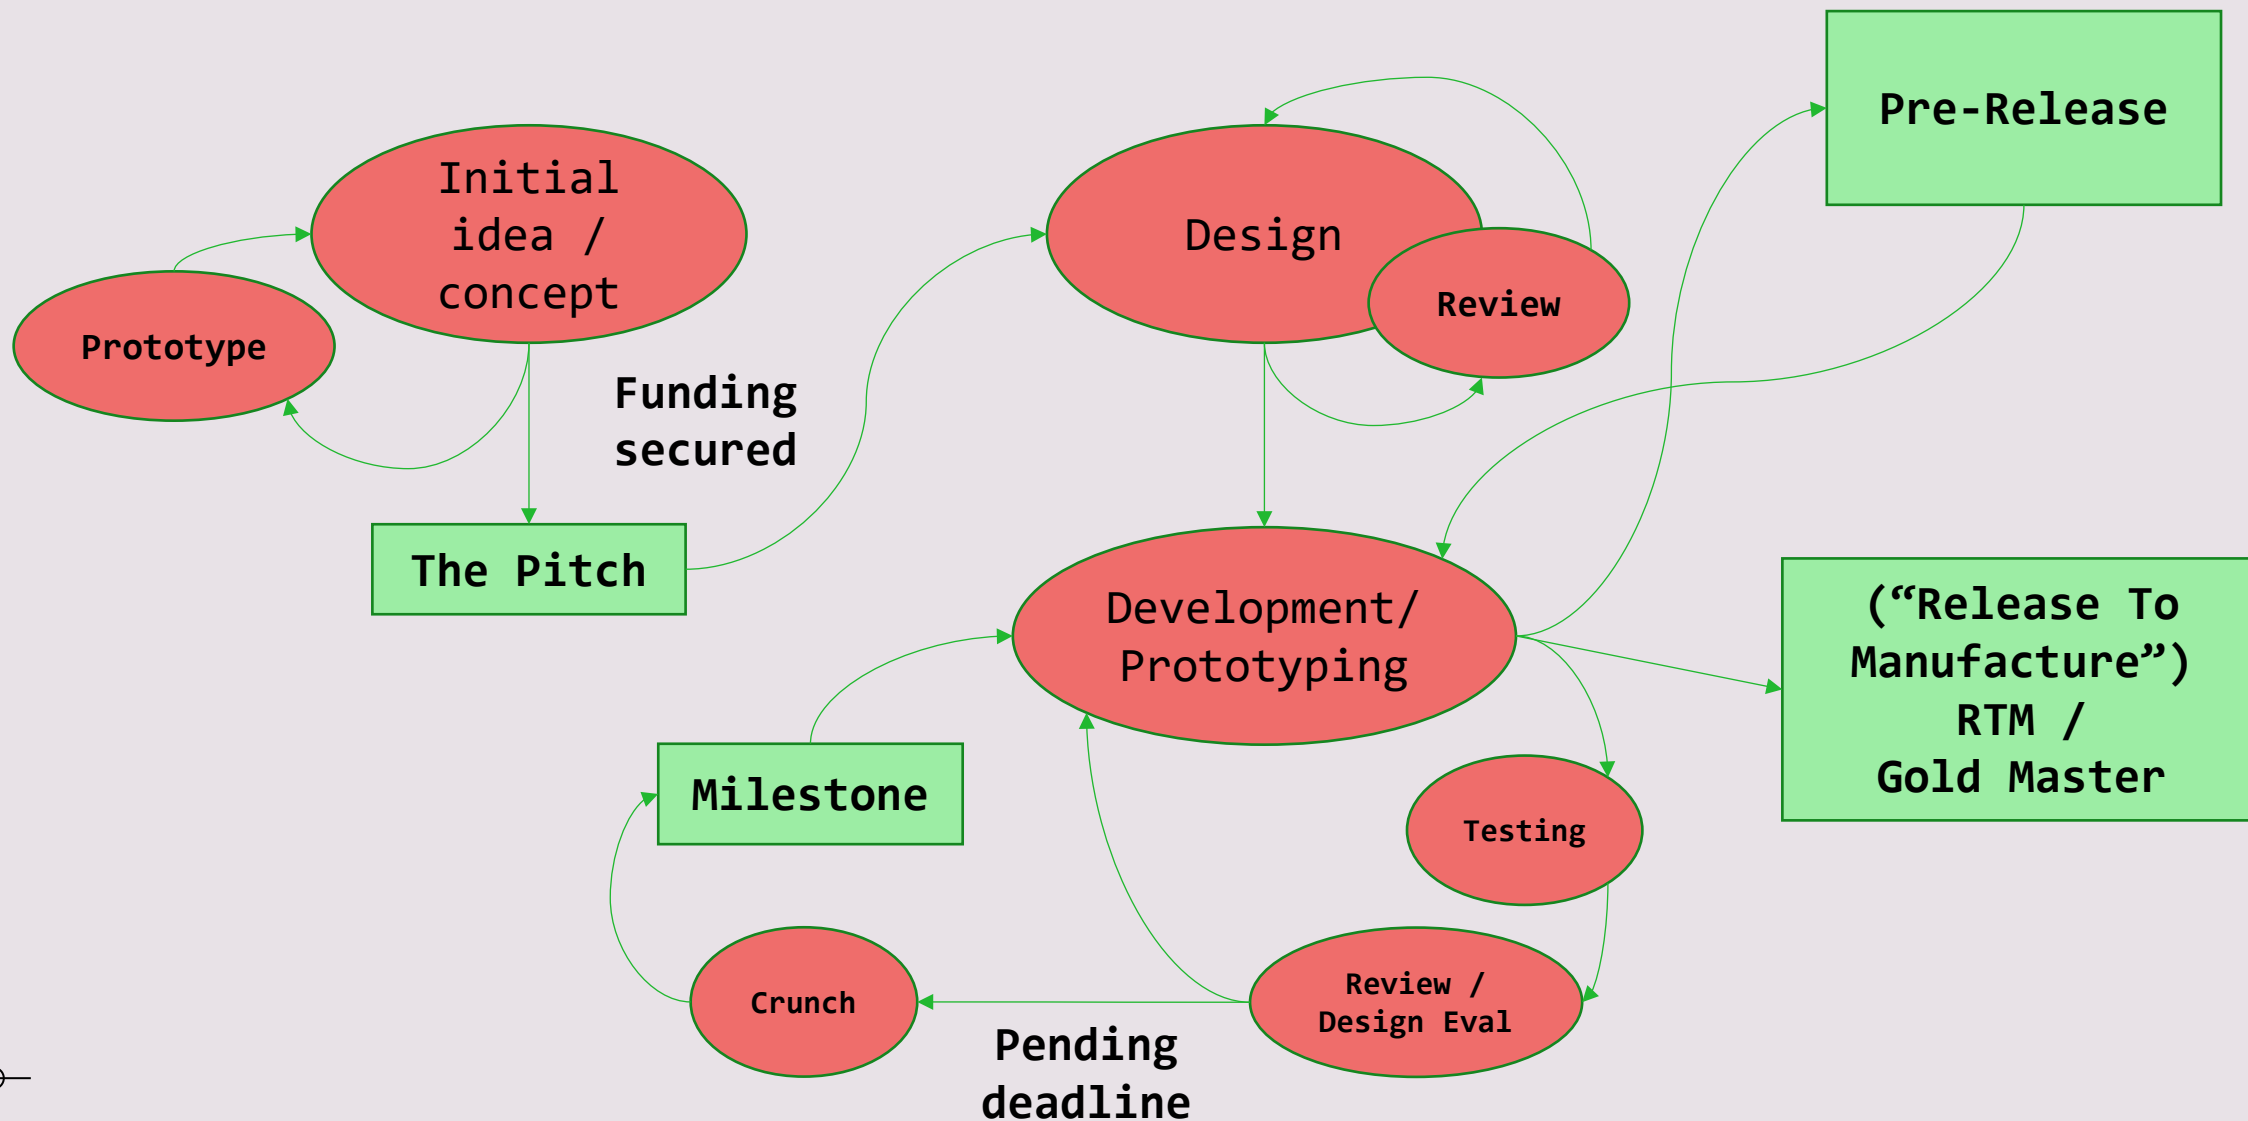 Initial
idea /
concept
Prototype
Funding
secured
The Pitch
Design
Review
Pre-Release
Development/
Prototyping
(“Release To
Manufacture”)
RTM /
Gold Master
Milestone
Testing
Review /
Design Eval
Crunch
Pending
deadline